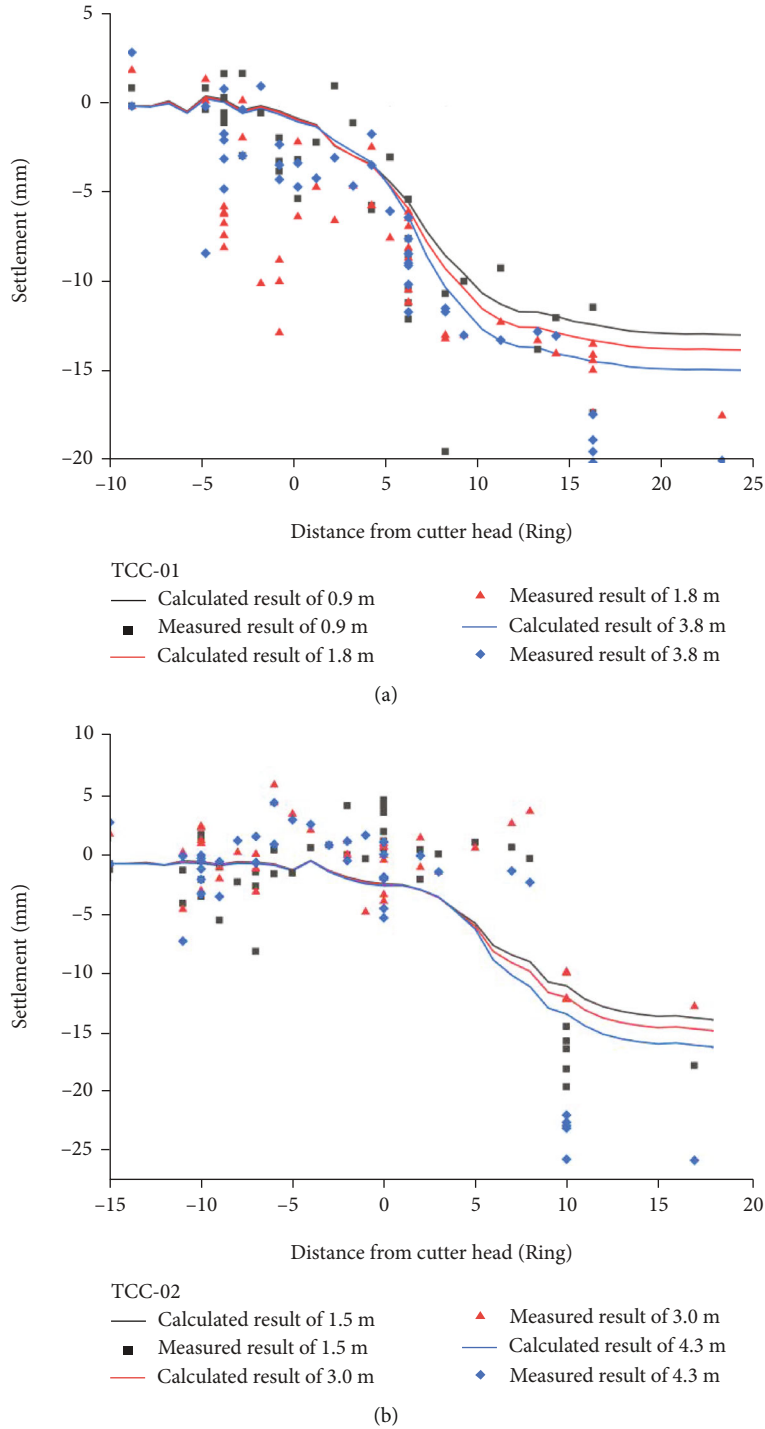 5
0
−5
−10
−15
−20
Settlement (mm)
−10 −5 0 5 10 15 20 25
Distance from cutter head (Ring)
TCC-01
Calculated result of 0.9 m
Measured result of 0.9 m
Calculated result of 1.8 m
Measured result of 1.8 m
Calculated result of 3.8 m
Measured result of 3.8 m
(a)
10
5
0
−5
−10
−15
−20
−25
Settlement (mm)
−15 −10 −5 0 5 10 15 20
Distance from cutter head (Ring)
TCC-02
Calculated result of 1.5 m
Measured result of 1.5 m
Calculated result of 3.0 m
Measured result of 3.0 m
Calculated result of 4.3 m
Measured result of 4.3 m
(b)